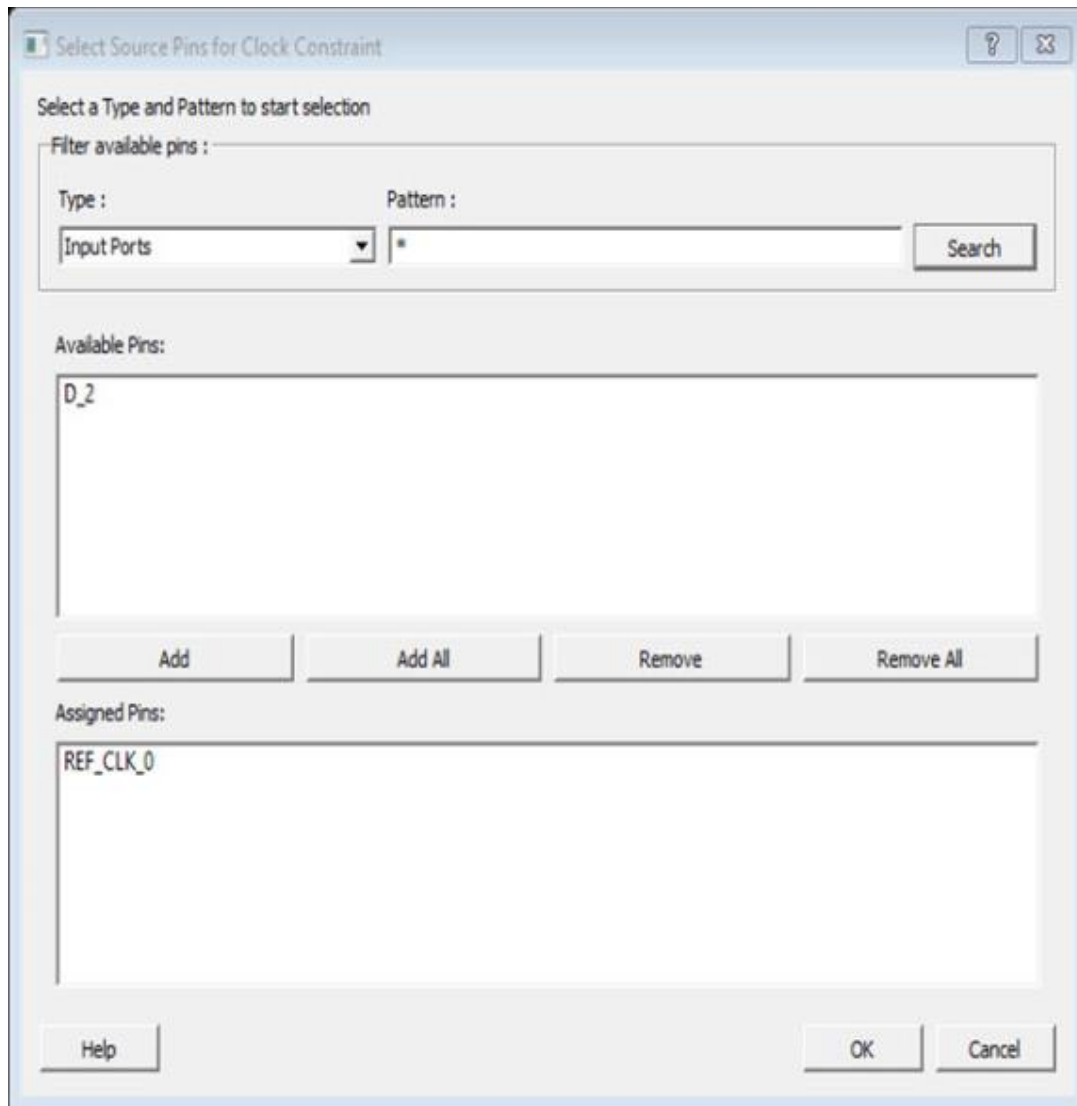 Select Source Pins for Clock Constraint
Select a Type and Pattern to start selection
Filter available pins :
Type : Pattern :
Input Ports * Search
Available Pins:
D_2
Add Add All Remove Remove All
Assigned Pins:
REF_CLK_0
Help OK Cancel